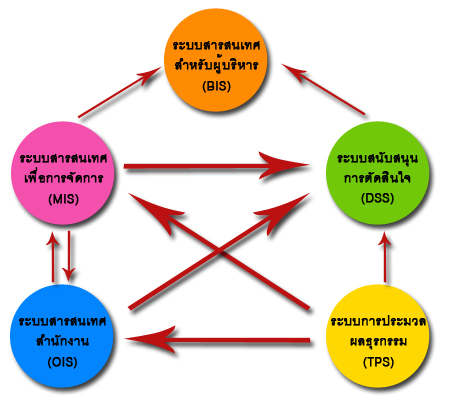 ระบบสารสนเทศ
สำหรับผู้บริหาร
(BIS)
ระบบสารสนเทศ
เพื่อการจัดการ
(MIS)
ระบบสนับสนุน
การตัดสินใจ
(DSS)
ระบบสารสนเทศ
สำนักงาน
(OIS)
ระบบการประมวด
ผลธุรกรรม
(TPS)